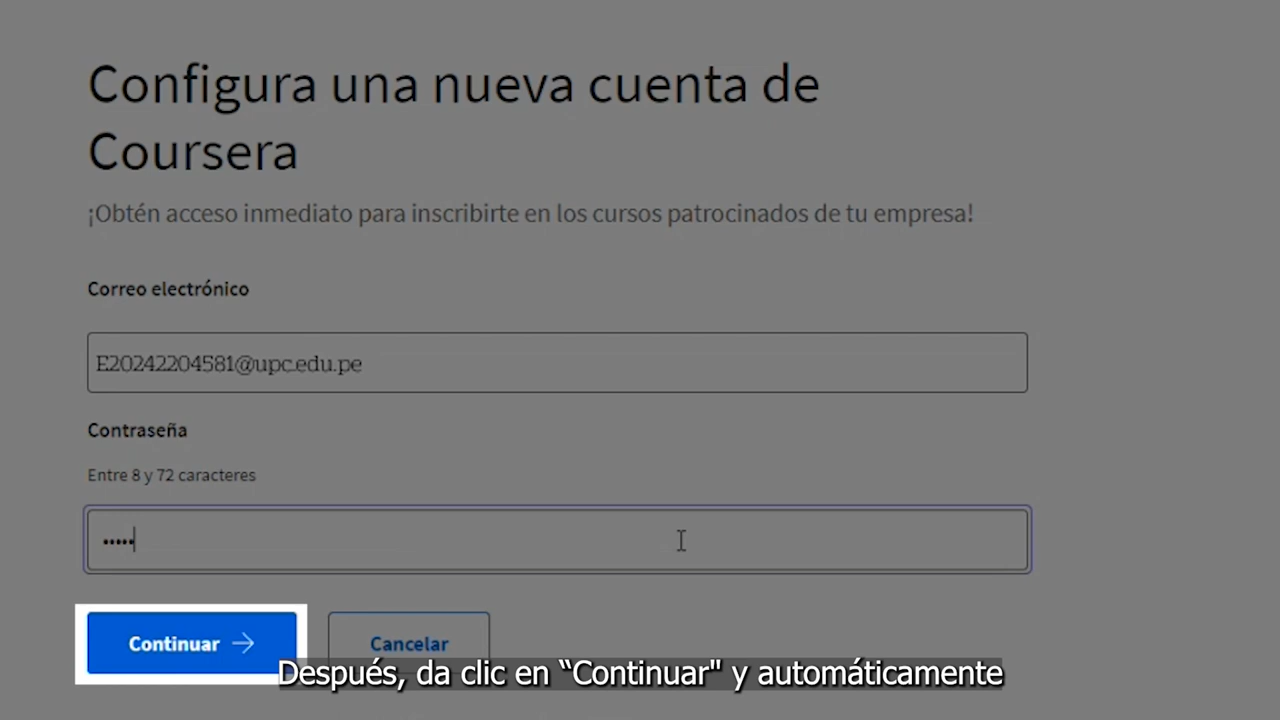 Configura una nueva cuenta de
Coursera
¡Obtén acceso inmediato para inscribirte en los cursos patrocinados de tu empresa!
Correo electrónico
E20242204581@upc.edu.pe
Contraseña
Entre 8 y 72 caracteres
•••••
Continuar →
Cancelar
Después, da clic en “Continuar" y automáticamente